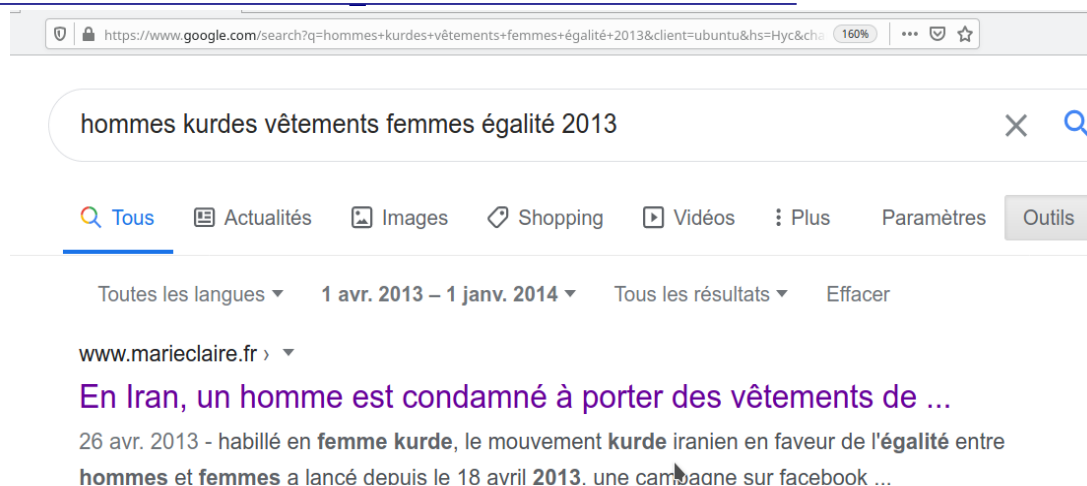 https://www.google.com/search?q=hommes+kurdes+vêtements+femmes+égalité+2013&client=ubuntu&hs=Hyc&cha 160%
hommes kurdes vêtements femmes égalité 2013
Tous Actualités Images Shopping Vidéos Plus Paramètres Outils
Toutes les langues 1 avr. 2013 – 1 janv. 2014 Tous les résultats Effacer
www.marieclaire.fr ›
En Iran, un homme est condamné à porter des vêtements de ...
26 avr. 2013 - habillé en femme kurde, le mouvement kurde iranien en faveur de l'égalité entre
hommes et femmes a lancé depuis le 18 avril 2013, une campagne sur facebook ...